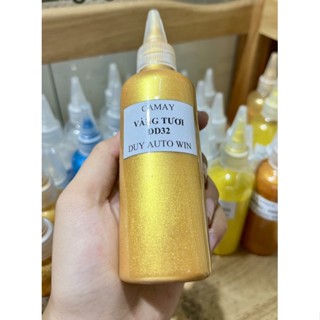 CAMAY
VÀNG TƯƠI
DD32
DUY AUTO WIN